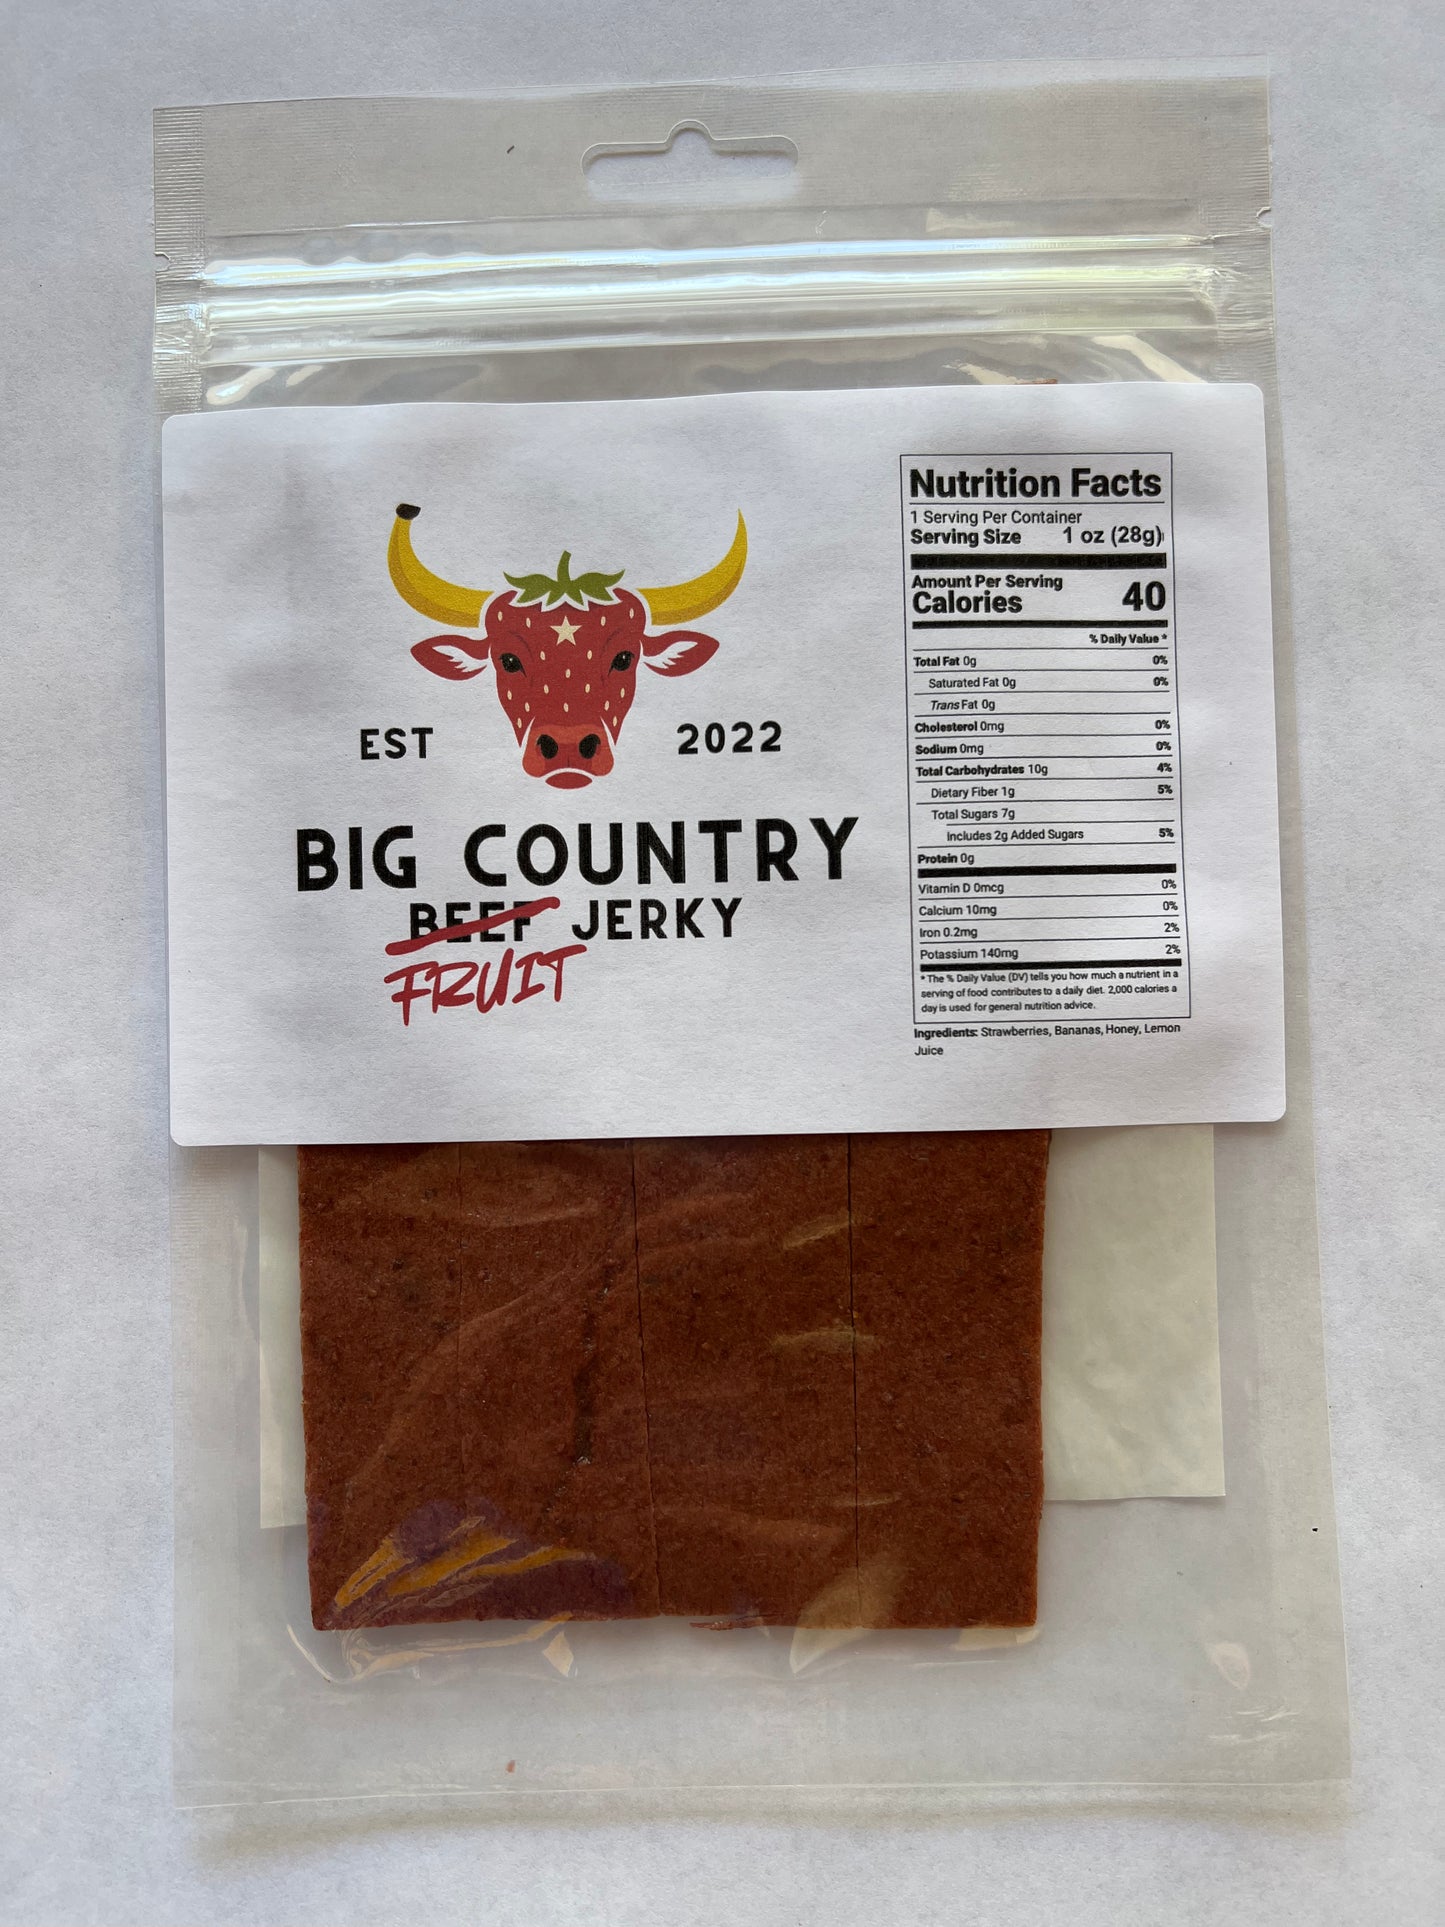 EST 2022
BIG COUNTRY
BEEF JERKY
FRUIT
Nutrition Facts
1 Serving Per Container
Serving Size 1 oz (28g)
Amount Per Serving
Calories 40
% Daily Value *
Total Fat 0g 0%
Saturated Fat 0g 0%
Trans Fat 0g
Cholesterol 0mg 0%
Sodium 0mg 0%
Total Carbohydrates 10g 4%
Dietary Fiber 1g 5%
Total Sugars 7g
Includes 2g Added Sugars 5%
Protein 0g
Vitamin D 0mcg 0%
Calcium 10mg 0%
Iron 0.2mg 2%
Potassium 140mg 2%
* The % Daily Value (DV) tells you how much a nutrient in a
serving of food contributes to a daily diet. 2,000 calories a
day is used for general nutrition advice.
Ingredients: Strawberries, Bananas, Honey, Lemon
Juice